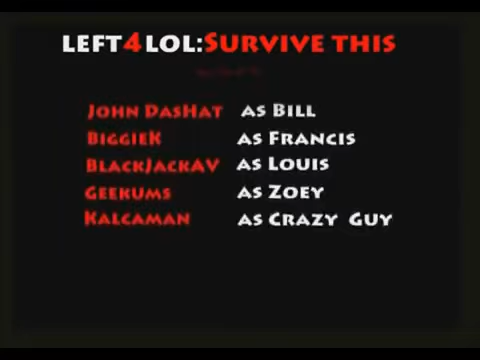 LEFT4LOL:SURVIVE THIS
JOHN DASHAT AS BILL
BIGGIEK AS FRANCIS
BLACKJACKAV AS LOUIS
GEEKUMS AS ZOEY
KALCAMAN AS CRAZY GUY